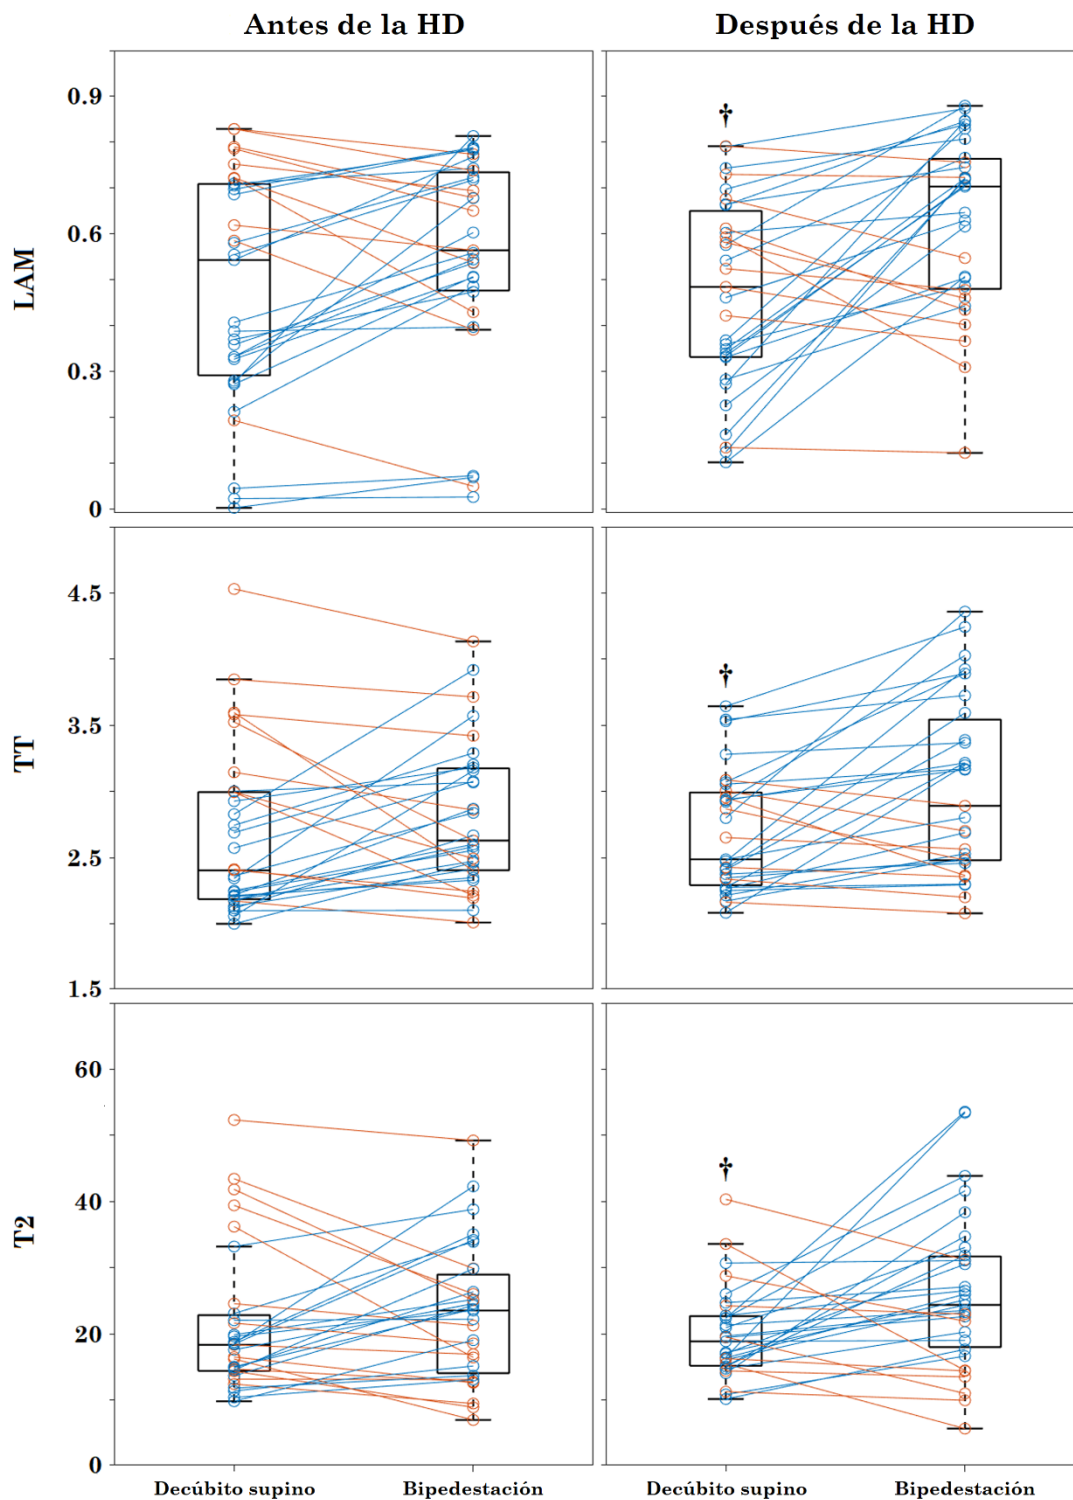 Antes de la HD
Después de la HD
LAM
0.9
0.6
0.3
0
†
TT
4.5
3.5
2.5
1.5
†
T2
60
40
20
0
†
Decúbito supino
Bipedestación
Decúbito supino
Bipedestación